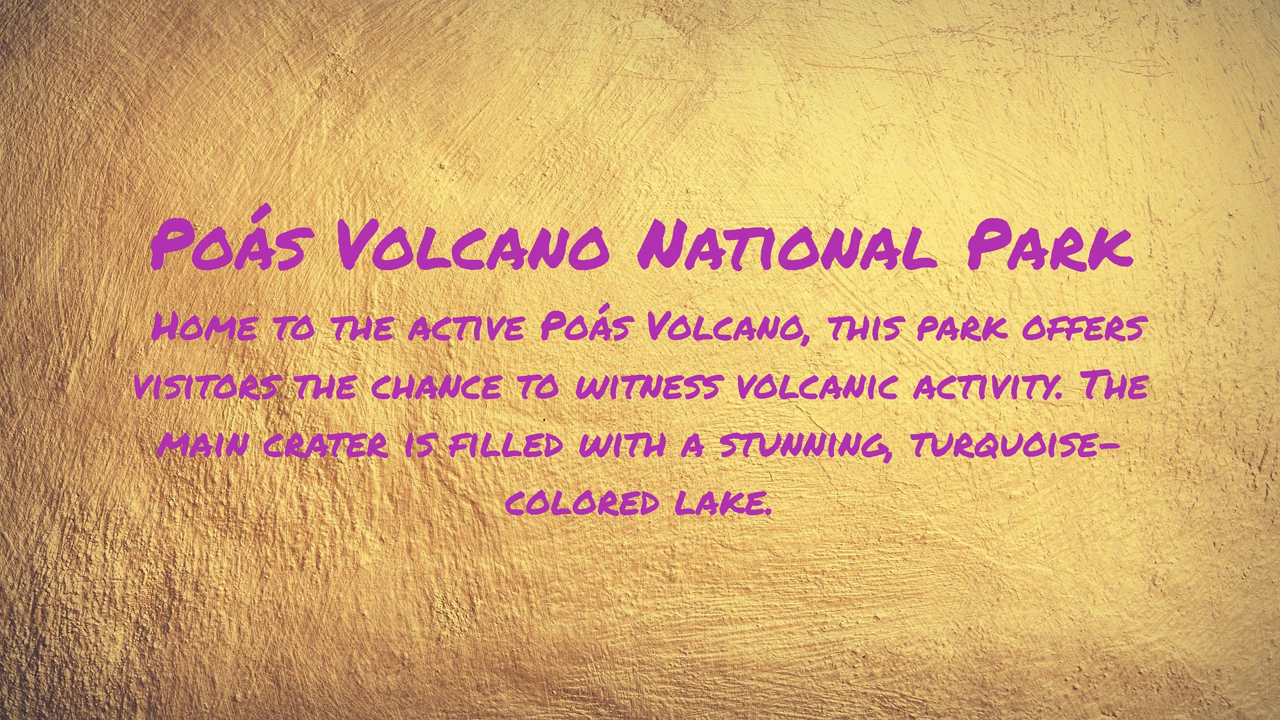 Poás Volcano National Park
Home to the active Poás Volcano, this park offers
visitors the chance to witness volcanic activity. The
main crater is filled with a stunning, turquoise-
colored lake.